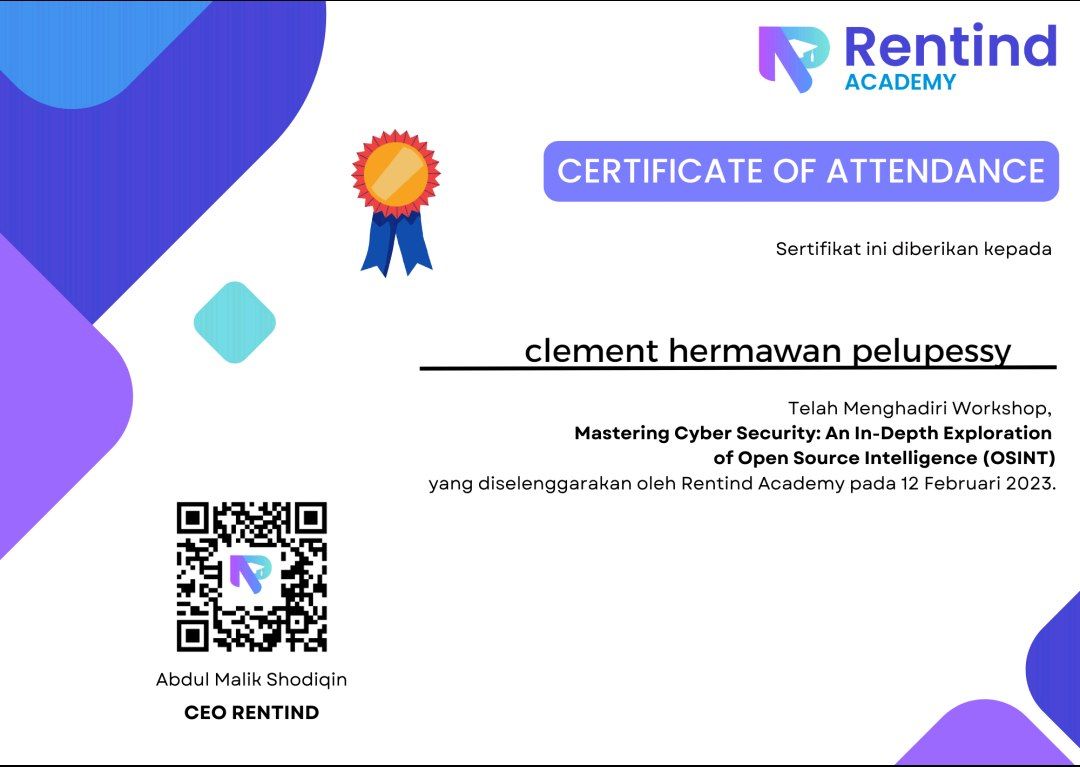 Rentind
ACADEMY
CERTIFICATE OF ATTENDANCE
Sertifikat ini diberikan kepada
clement hermawan pelupessy
Telah Menghadiri Workshop,
Mastering Cyber Security: An In-Depth Exploration
of Open Source Intelligence (OSINT)
yang diselenggarakan oleh Rentind Academy pada 12 Februari 2023.
Abdul Malik Shodiqin
CEO RENTIND